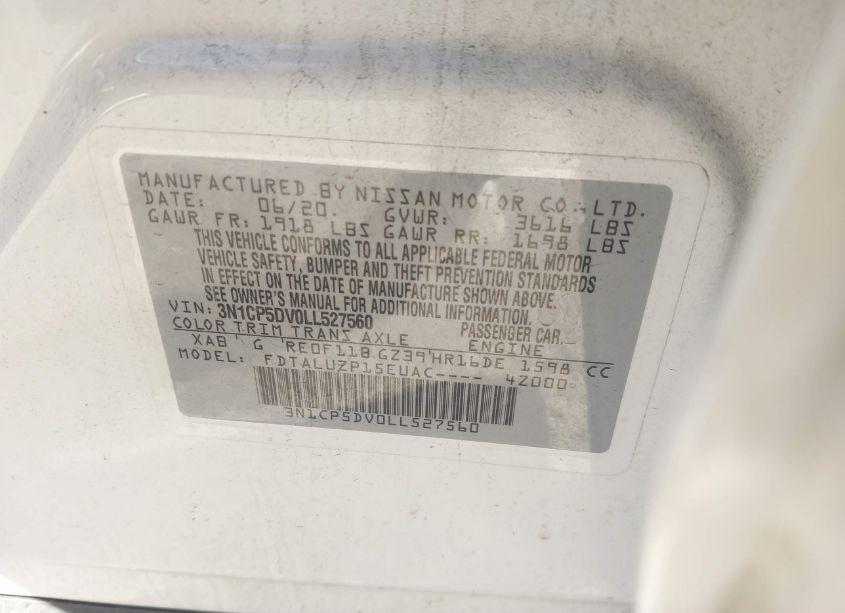 MANUFACTURED BY NISSAN MOTOR CO.,LTD.
DATE: 06/20. GVWR: 3616 LBS
GAWR FR: 1918 LBS GAWR RR: 1698 LBS
THIS VEHICLE CONFORMS TO ALL APPLICABLE FEDERAL MOTOR
VEHICLE SAFETY, BUMPER AND THEFT PREVENTION STANDARDS
IN EFFECT ON THE DATE OF MANUFACTURE SHOWN ABOVE.
SEE OWNER'S MANUAL FOR ADDITIONAL INFORMATION.
VIN: 3N1CP5DV0LL527560 PASSENGER CAR
COLOR TRIM TRANS AXLE ENGINE
XAB G RE0F11B GZ39 HR16DE 1598 CC
MODEL: FDTALUZP15EUAC---- 4Z000
3N1CP5DV0LL527560